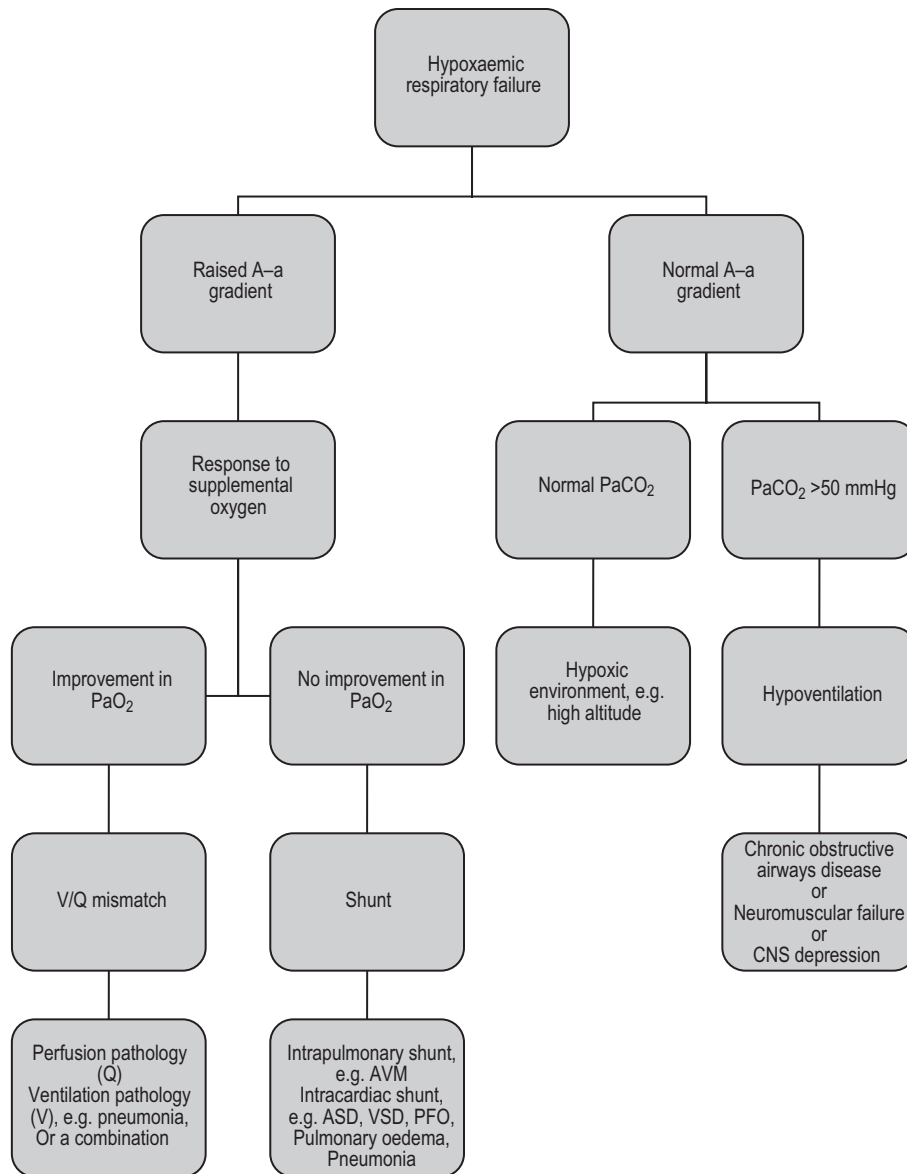 Hypoxaemic
respiratory failure
Raised A–a
gradient
Normal A–a
gradient
Response to
supplemental
oxygen
Normal PaCO2
PaCO2 >50 mmHg
Improvement in
PaO2
No improvement in
PaO2
Hypoxic
environment, e.g.
high altitude
Hypoventilation
V/Q mismatch
Shunt
Chronic obstructive
airways disease
or
Neuromuscular failure
or
CNS depression
Perfusion pathology
(Q)
Ventilation pathology
(V), e.g. pneumonia,
Or a combination
Intrapulmonary shunt,
e.g. AVM
Intracardiac shunt,
e.g. ASD, VSD, PFO,
Pulmonary oedema,
Pneumonia